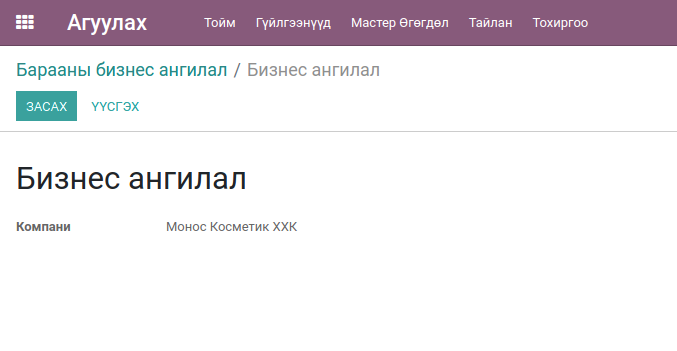 Агуулах Тойм Гүйлгээнүүд Мастер Өгөгдөл Тайлан Тохиргоо
Барааны бизнес ангилал / Бизнес ангилал
ЗАСАХ ҮҮСГЭХ
Бизнес ангилал
Компани Монос Косметик ХХК